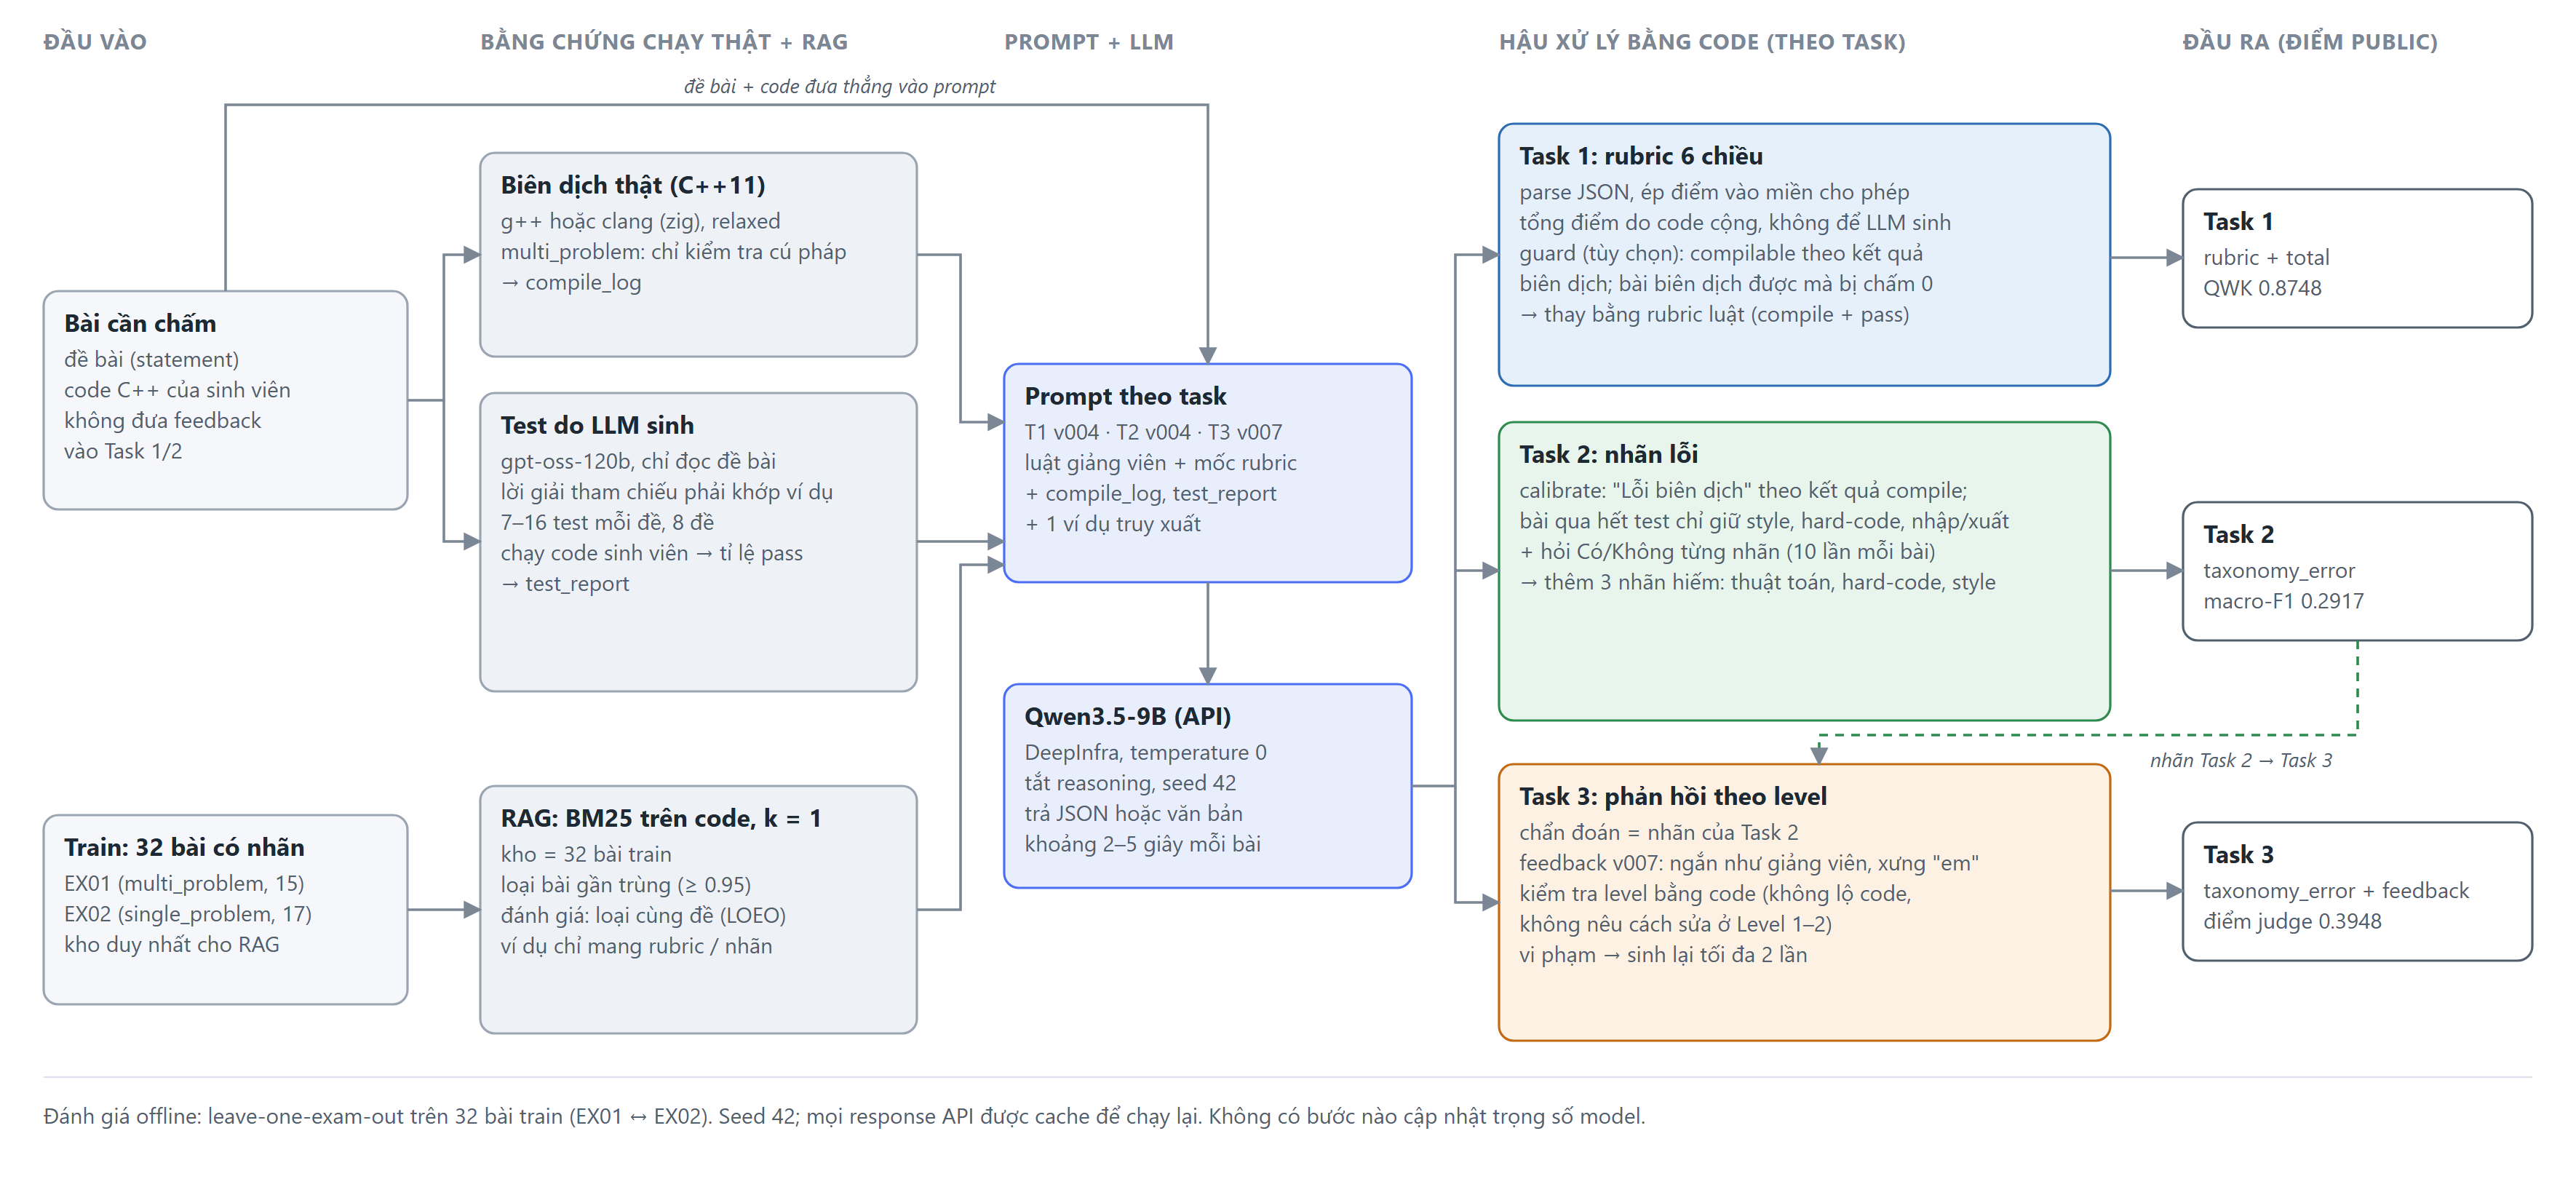 ĐẦU VÀO
BẰNG CHỨNG CHẠY THẬT + RAG
PROMPT + LLM
HẬU XỬ LÝ BẰNG CODE (THEO TASK)
ĐẦU RA (ĐIỂM PUBLIC)
đề bài + code đưa thẳng vào prompt
Bài cần chấm
đề bài (statement)
code C++ của sinh viên
không đưa feedback
vào Task 1/2
Train: 32 bài có nhãn
EX01 (multi_problem, 15)
EX02 (single_problem, 17)
kho duy nhất cho RAG
Biên dịch thật (C++11)
g++ hoặc clang (zig), relaxed
multi_problem: chỉ kiểm tra cú pháp
→ compile_log
Test do LLM sinh
gpt-oss-120b, chỉ đọc đề bài
lời giải tham chiếu phải khớp ví dụ
7–16 test mỗi đề, 8 đề
chạy code sinh viên → tỉ lệ pass
→ test_report
RAG: BM25 trên code, k = 1
kho = 32 bài train
loại bài gần trùng (≥ 0.95)
đánh giá: loại cùng đề (LOEO)
ví dụ chỉ mang rubric / nhãn
Prompt theo task
T1 v004 · T2 v004 · T3 v007
luật giảng viên + mốc rubric
+ compile_log, test_report
+ 1 ví dụ truy xuất
Qwen3.5-9B (API)
DeepInfra, temperature 0
tắt reasoning, seed 42
trả JSON hoặc văn bản
khoảng 2–5 giây mỗi bài
Task 1: rubric 6 chiều
parse JSON, ép điểm vào miền cho phép
tổng điểm do code cộng, không để LLM sinh
guard (tùy chọn): compilable theo kết quả
biên dịch; bài biên dịch được mà bị chấm 0
→ thay bằng rubric luật (compile + pass)
Task 2: nhãn lỗi
calibrate: "Lỗi biên dịch" theo kết quả compile;
bài qua hết test chỉ giữ style, hard-code, nhập/xuất
+ hỏi Có/Không từng nhãn (10 lần mỗi bài)
→ thêm 3 nhãn hiếm: thuật toán, hard-code, style
Task 3: phản hồi theo level
chẩn đoán = nhãn của Task 2
feedback v007: ngắn như giảng viên, xưng "em"
kiểm tra level bằng code (không lộ code,
không nêu cách sửa ở Level 1–2)
vi phạm → sinh lại tối đa 2 lần
Task 1
rubric + total
QWK 0.8748
Task 2
taxonomy_error
macro-F1 0.2917
nhãn Task 2 → Task 3
Task 3
taxonomy_error + feedback
điểm judge 0.3948
Đánh giá offline: leave-one-exam-out trên 32 bài train (EX01 ↔ EX02). Seed 42; mọi response API được cache để chạy lại. Không có bước nào cập nhật trọng số model.